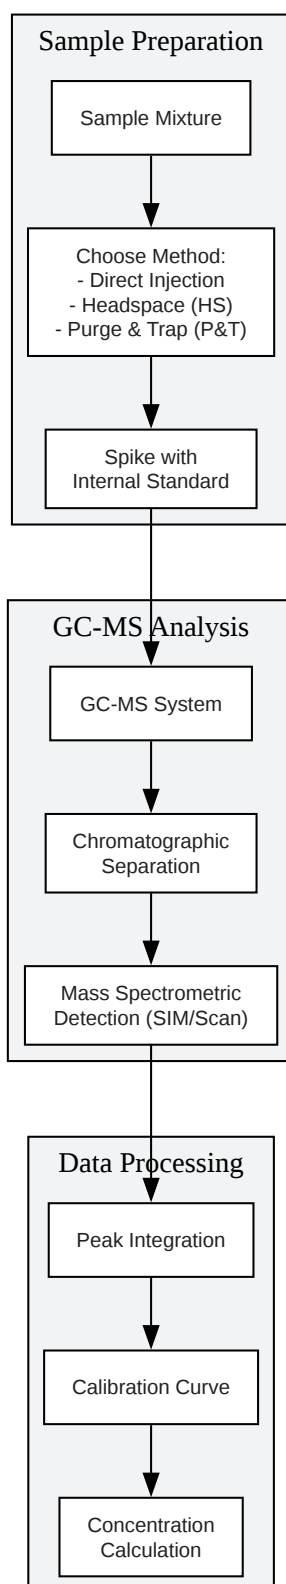 Sample Preparation
Sample Mixture
Choose Method:
- Direct Injection
- Headspace (HS)
- Purge & Trap (P&T)
Spike with
Internal Standard
GC-MS Analysis
GC-MS System
Chromatographic
Separation
Mass Spectrometric
Detection (SIM/Scan)
Data Processing
Peak Integration
Calibration Curve
Concentration
Calculation